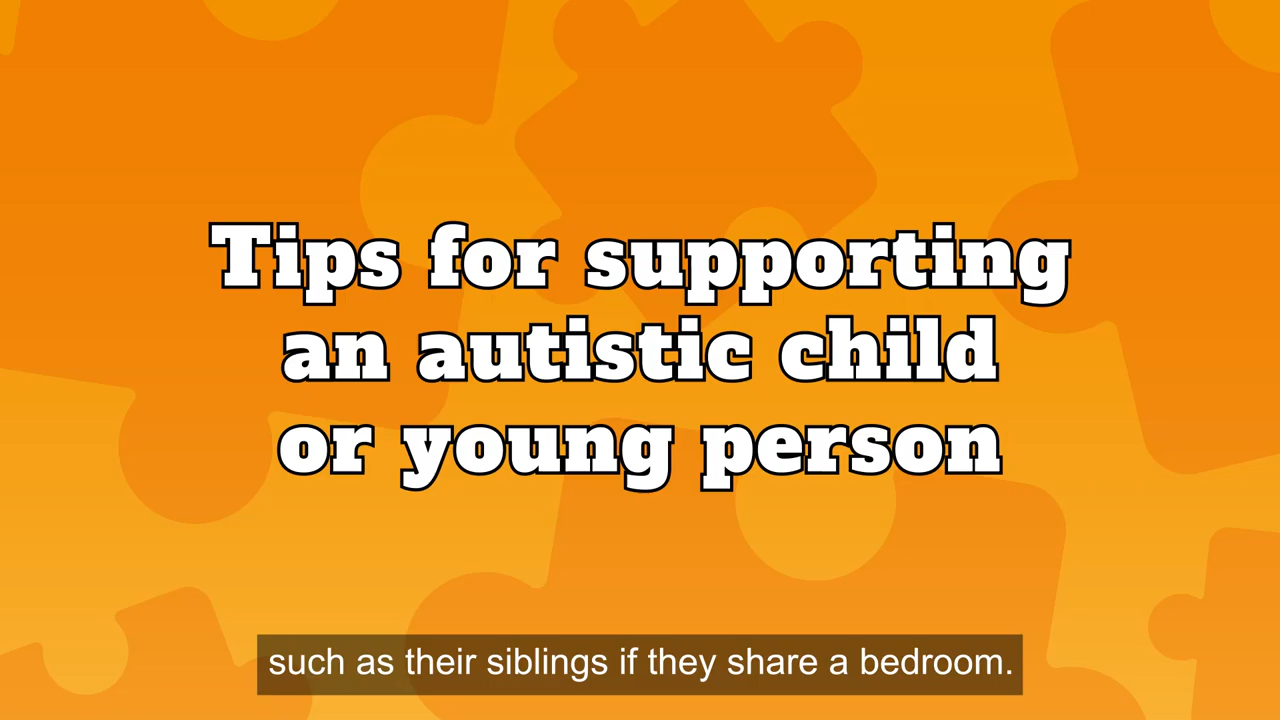 Tips for supporting
an autistic child
or young person
such as their siblings if they share a bedroom.